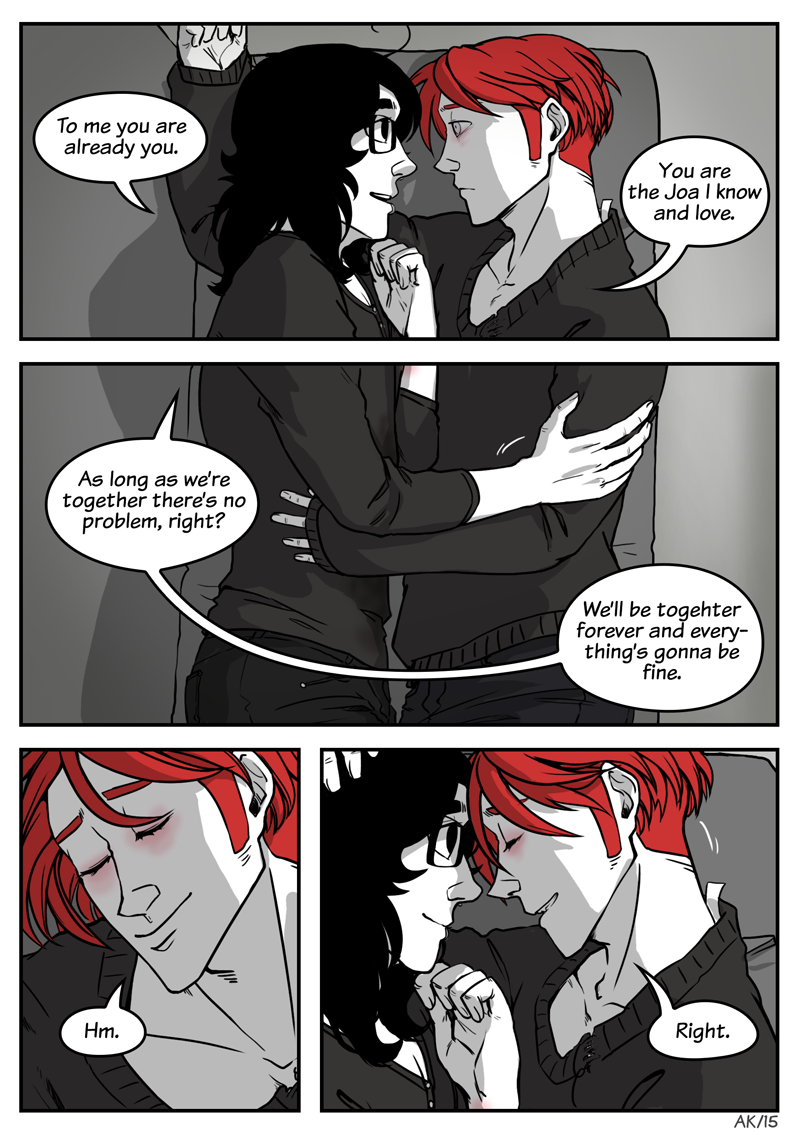 To me you are
already you.
You are
the Joa I know
and love.
As long as we're
together there's no
problem, right?
We'll be togehter
forever and every-
thing's gonna be
fine.
Hm.
Right.
AK/15